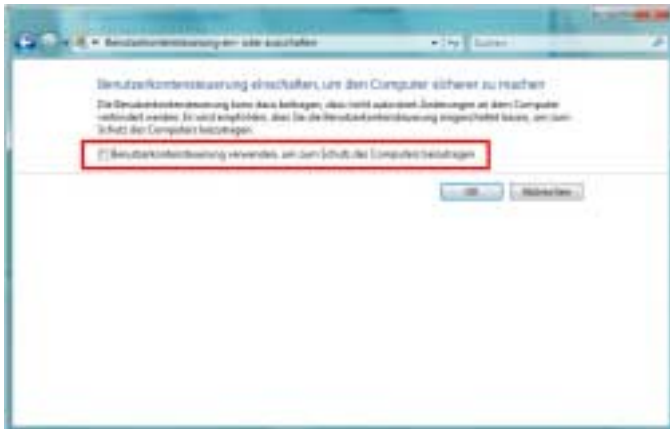 Benutzerkontensteuerung ein- oder ausschalten
Suchen
Benutzerkontensteuerung einschalten, um den Computer sicherer zu machen
Die Benutzerkontensteuerung kann dazu beitragen, dass nicht autorisierte Änderungen an dem Computer
verhindert werden. Es wird empfohlen, dass Sie die Benutzerkontensteuerung eingeschaltet lassen, um zum
Schutz des Computers beizutragen.
Benutzerkontensteuerung verwenden, um zum Schutz des Computers beizutragen
OK
Abbrechen